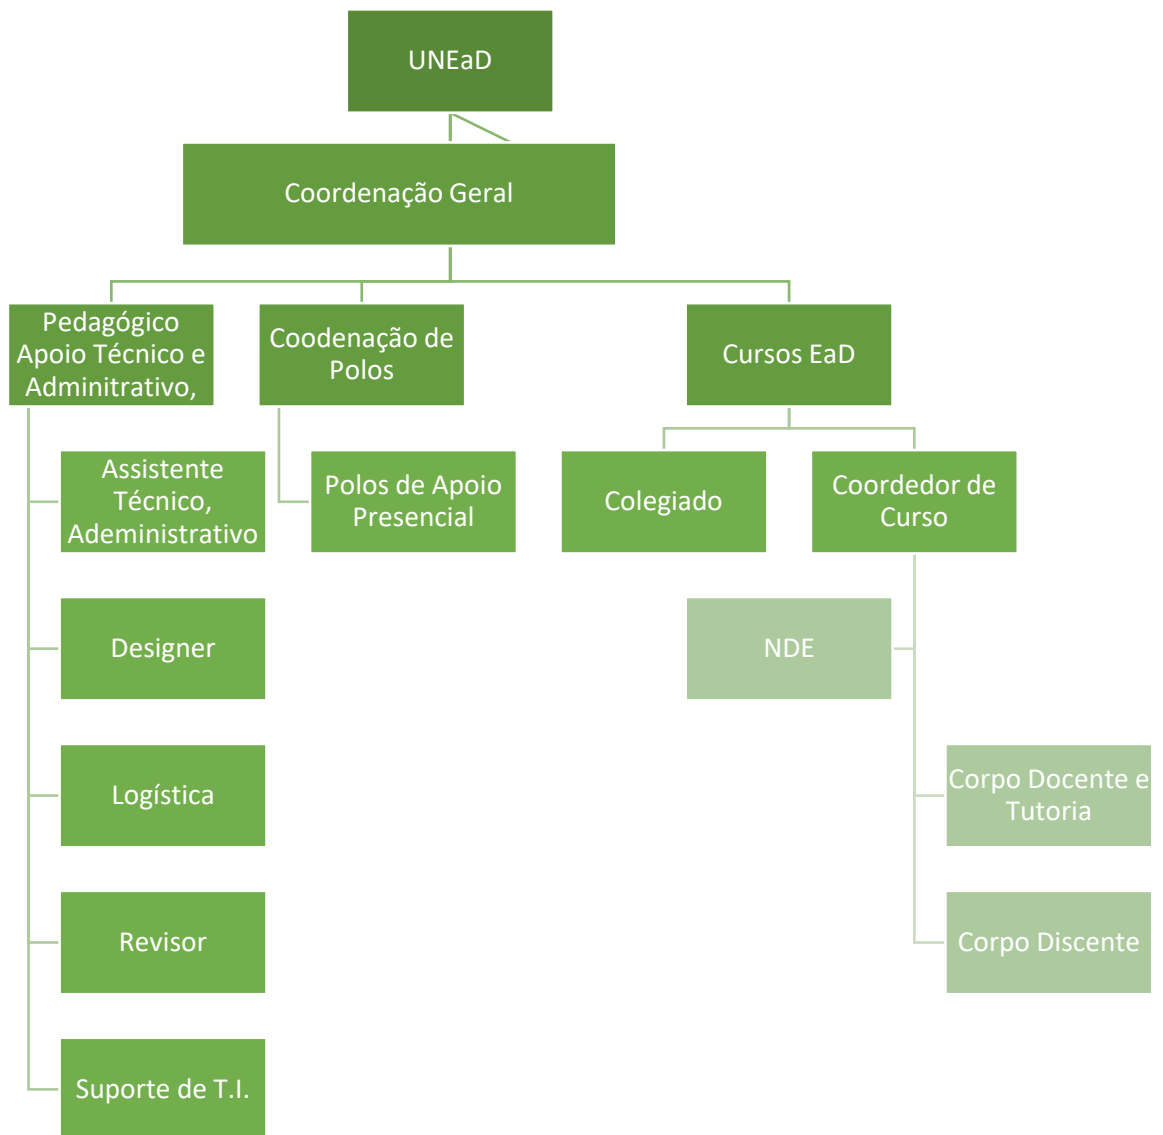 UNEaD
Coordenação Geral
Pedagógico
Apoio Técnico e
Adminitrativo,
Coodenação de
Polos
Cursos EaD
Assistente
Técnico,
Adeministrativo
Polos de Apoio
Presencial
Colegiado
Coordedor de
Curso
Designer
NDE
Logística
Corpo Docente e
Tutoria
Revisor
Corpo Discente
Suporte de T.I.